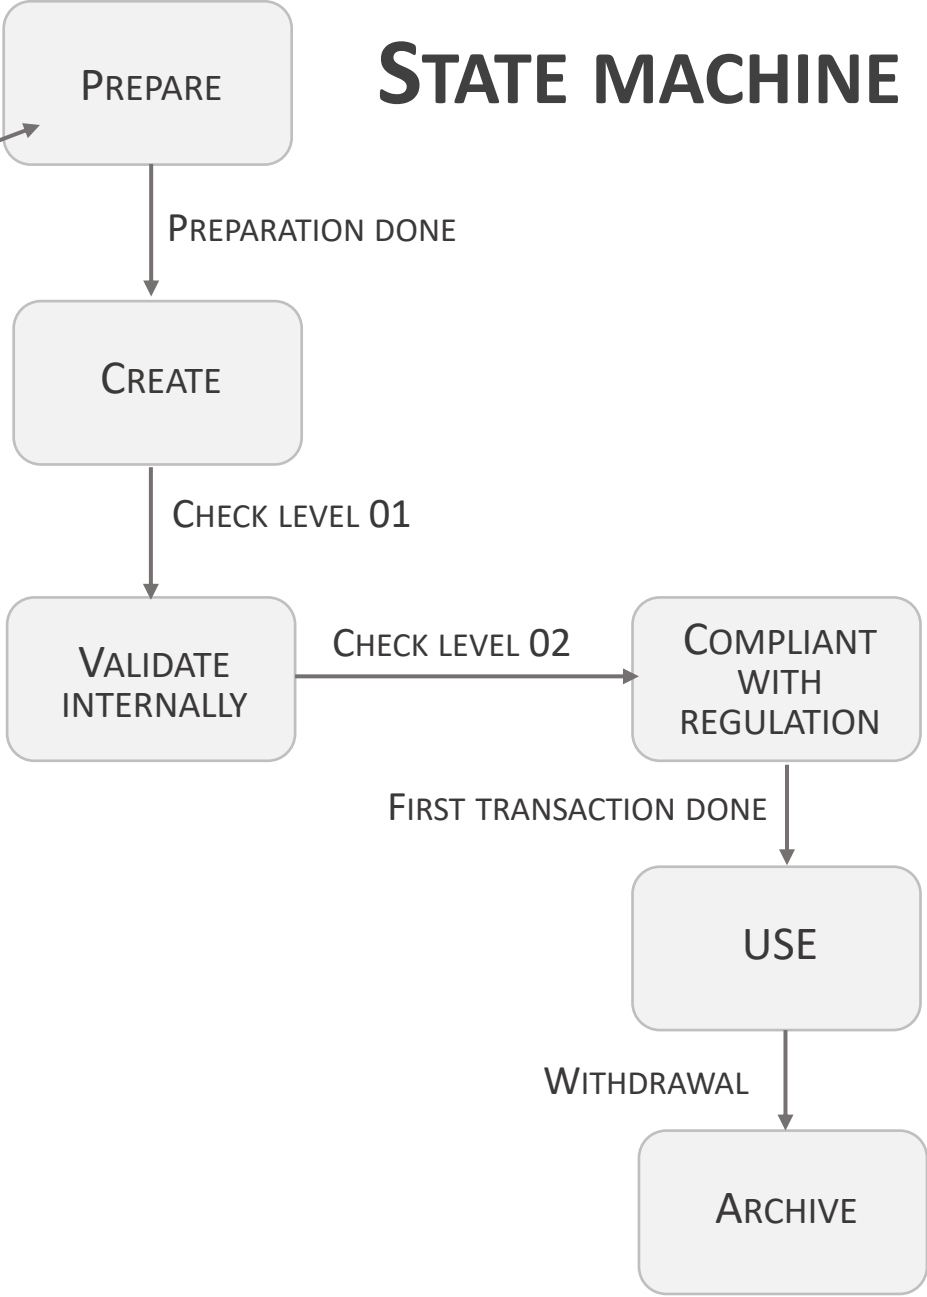 STATE MACHINE
PREPARE
PREPARATION DONE
CREATE
CHECK LEVEL 01
VALIDATE
INTERNALLY
CHECK LEVEL 02
COMPLIANT
WITH
REGULATION
FIRST TRANSACTION DONE
USE
WITHDRAWAL
ARCHIVE